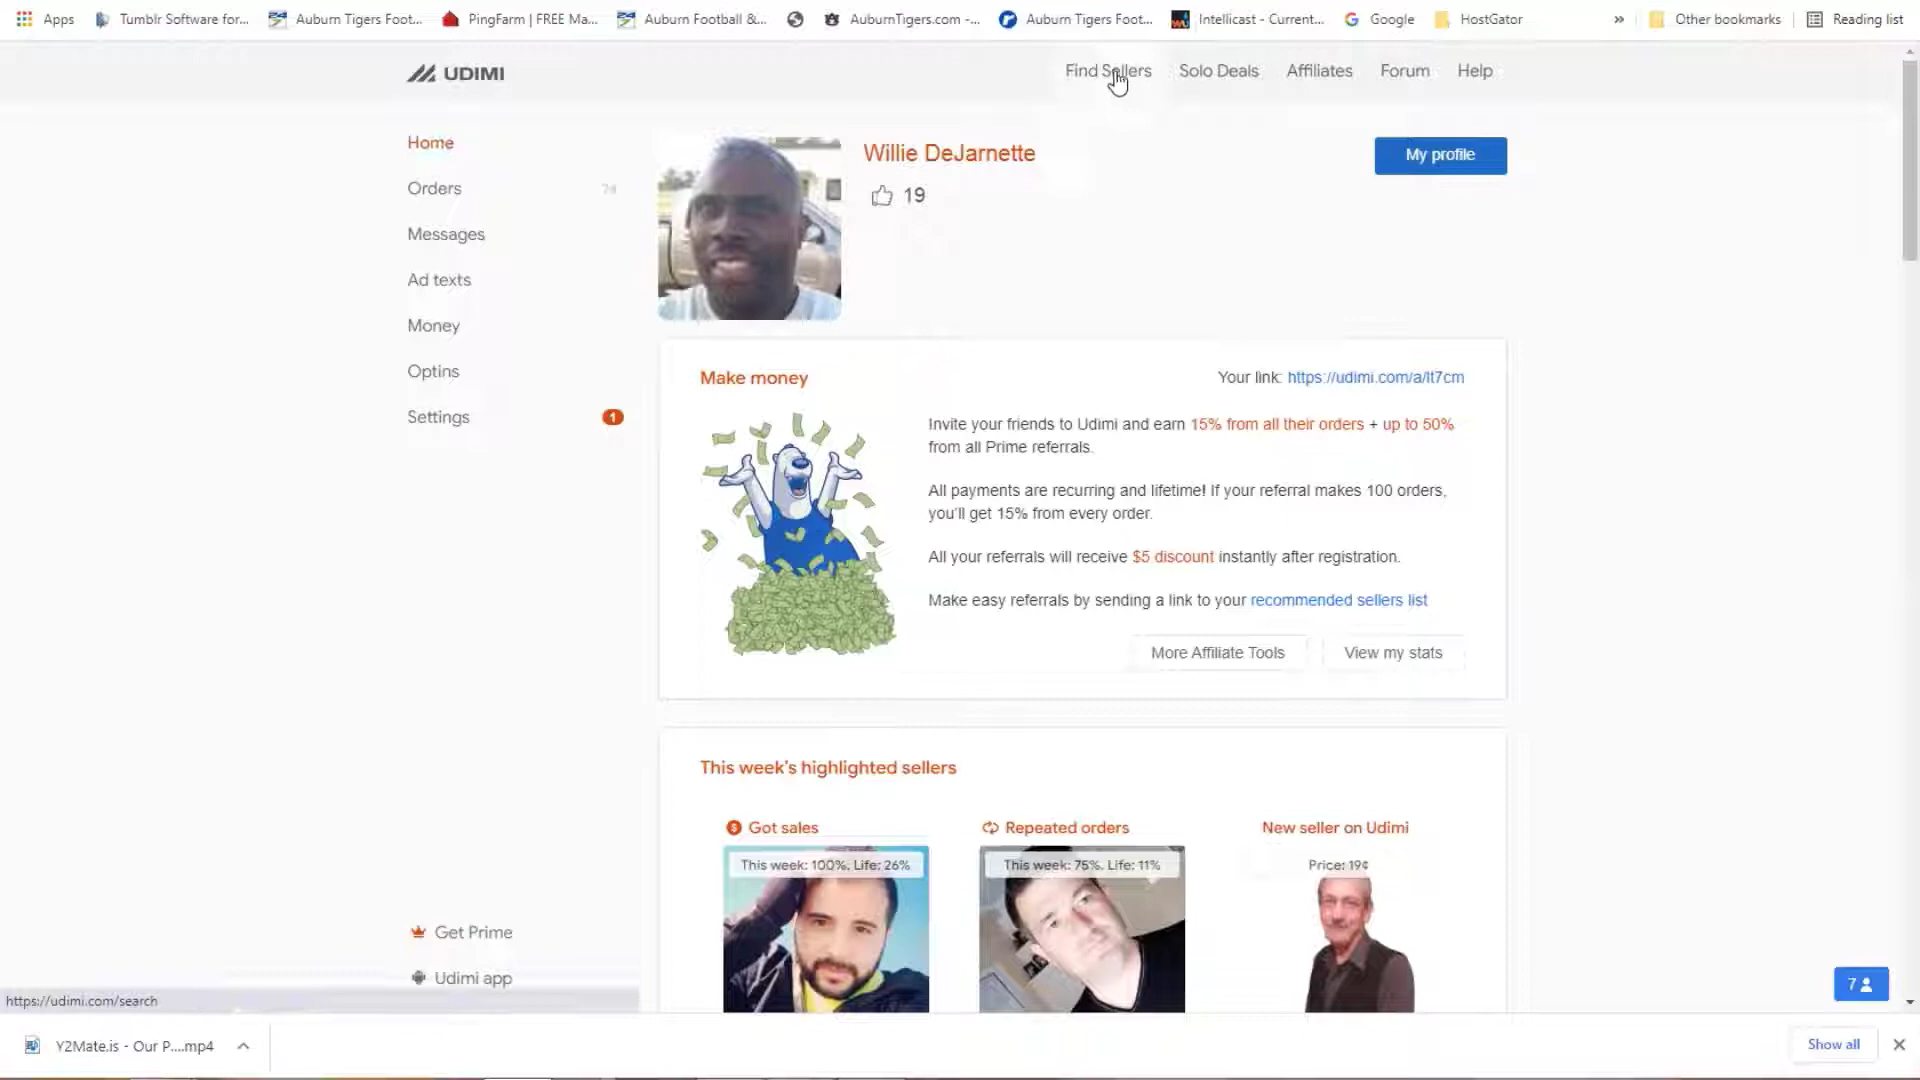 Apps Tumblr Software for... Auburn Tigers Foot... PingFarm | FREE Ma... Auburn Football &... AuburnTigers.com -... Auburn Tigers Foot... Intellicast - Current... Google HostGator » Other bookmarks Reading list
UDIMI Find Sellers Solo Deals Affiliates Forum Help
Home
Orders
Messages
Ad texts
Money
Optins
Settings 1
Get Prime
Udimi app
Willie DeJarnette My profile
19
Make money Your link: https://udimi.com/a/lt7cm
Invite your friends to Udimi and earn 15% from all their orders + up to 50%
from all Prime referrals.
All payments are recurring and lifetime! If your referral makes 100 orders,
you'll get 15% from every order.
All your referrals will receive $5 discount instantly after registration.
Make easy referrals by sending a link to your recommended sellers list
More Affiliate Tools View my stats
This week's highlighted sellers
Got sales Repeated orders New seller on Udimi
This week: 100%, Life: 26% This week: 75%, Life: 11% Price: 19¢
7
https://udimi.com/search
Y2Mate.is - Our P....mp4 Show all